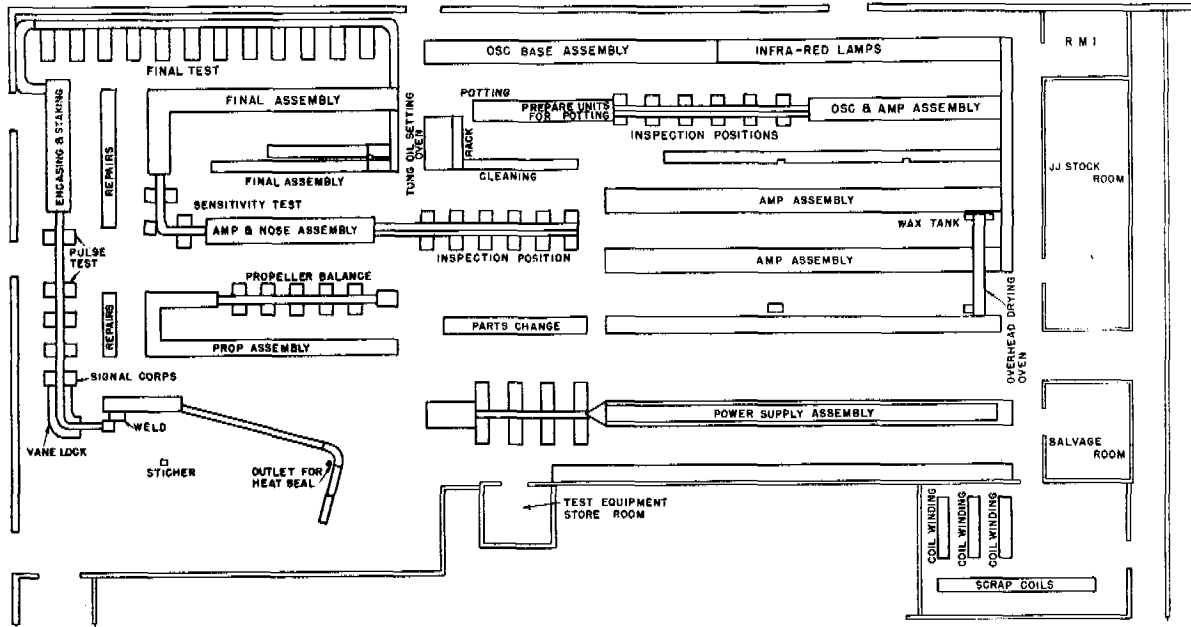 OSC BASE ASSEMBLY
INFRA-RED LAMPS
R M I
FINAL TEST
FINAL ASSEMBLY
POTTING
PREPARE UNITS
FOR POTTING
OSC & AMP ASSEMBLY
INSPECTION POSITIONS
ENCASING & STAKING
REPAIRS
TUNG OIL SETTING
OVEN
RACK
CLEANING
FINAL ASSEMBLY
JJ STOCK
ROOM
SENSITIVITY TEST
AMP ASSEMBLY
AMP & NOSE ASSEMBLY
WAX TANK
PULSE
TEST
INSPECTION POSITION
AMP ASSEMBLY
PROPELLER BALANCE
REPAIRS
PARTS CHANGE
OVERHEAD DRYING
OVEN
PROP ASSEMBLY
SIGNAL CORPS
POWER SUPPLY ASSEMBLY
WELD
VANE LOCK
SALVAGE
ROOM
STICHER
OUTLET FOR
HEAT SEAL
TEST EQUIPMENT
STORE ROOM
COIL WINDING
COIL WINDING
COIL WINDING
SCRAP COILS